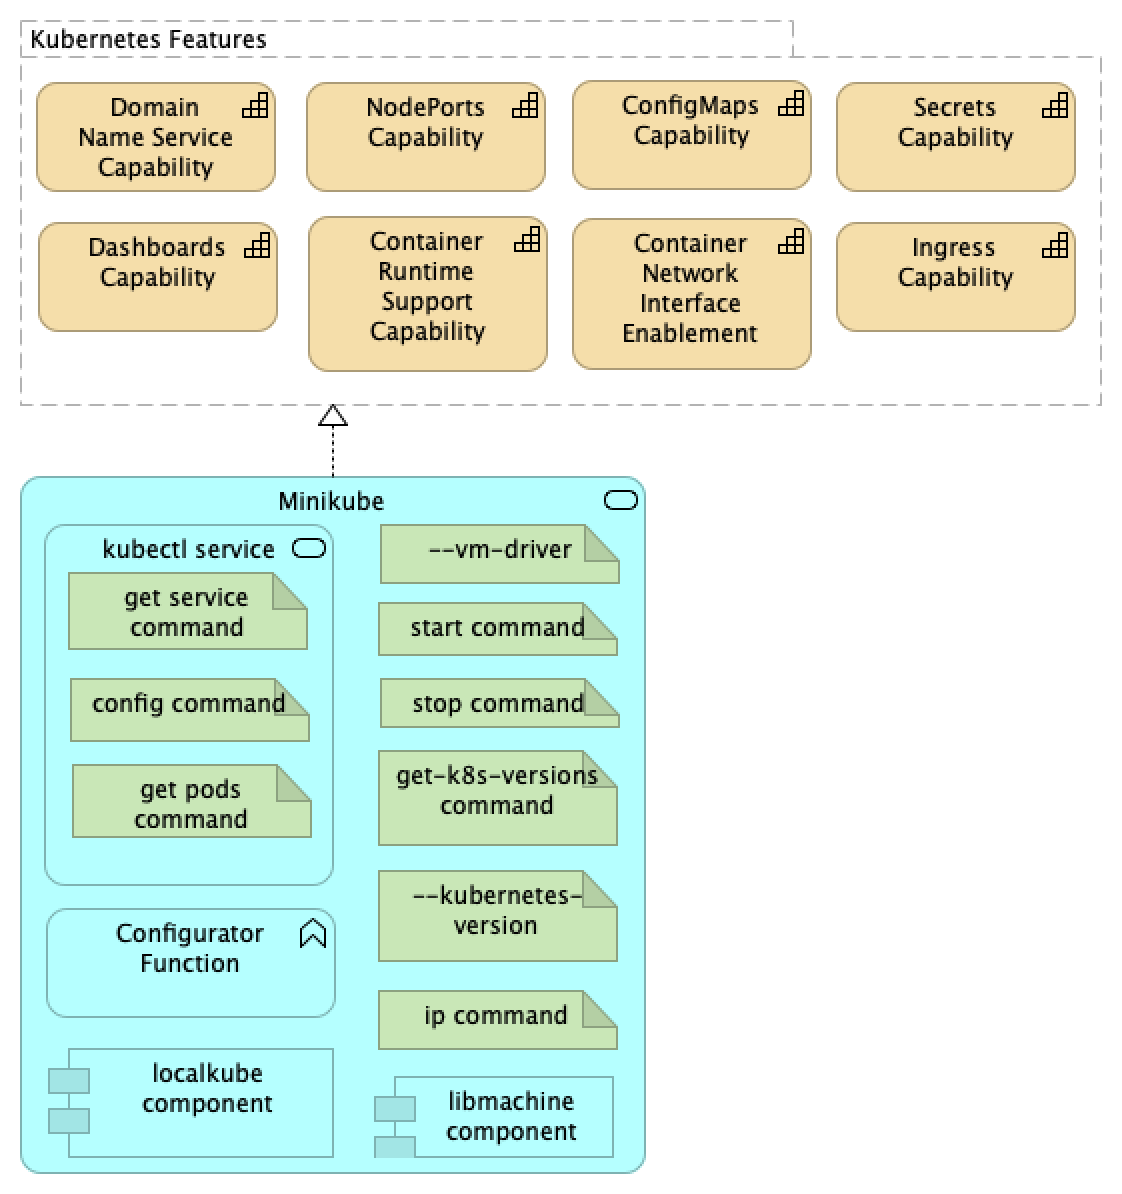 Kubernetes Features
Domain
Name Service
Capability
NodePorts
Capability
ConfigMaps
Capability
Secrets
Capability
Dashboards
Capability
Container
Runtime
Support
Capability
Container
Network
Interface
Enablement
Ingress
Capability
Minikube
kubectl service
get service
command
config command
get pods
command
Configurator
Function
localkube
component
--vm-driver
start command
stop command
get-k8s-versions
command
--kubernetes-
version
ip command
libmachine
component